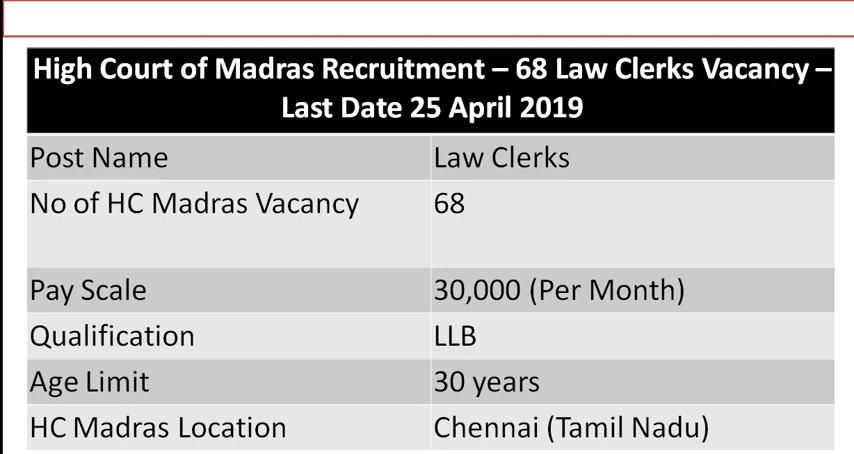 High Court of Madras Recruitment – 68 Law Clerks Vacancy –
Last Date 25 April 2019
Post Name Law Clerks
No of HC Madras Vacancy 68
Pay Scale 30,000 (Per Month)
Qualification LLB
Age Limit 30 years
HC Madras Location Chennai (Tamil Nadu)